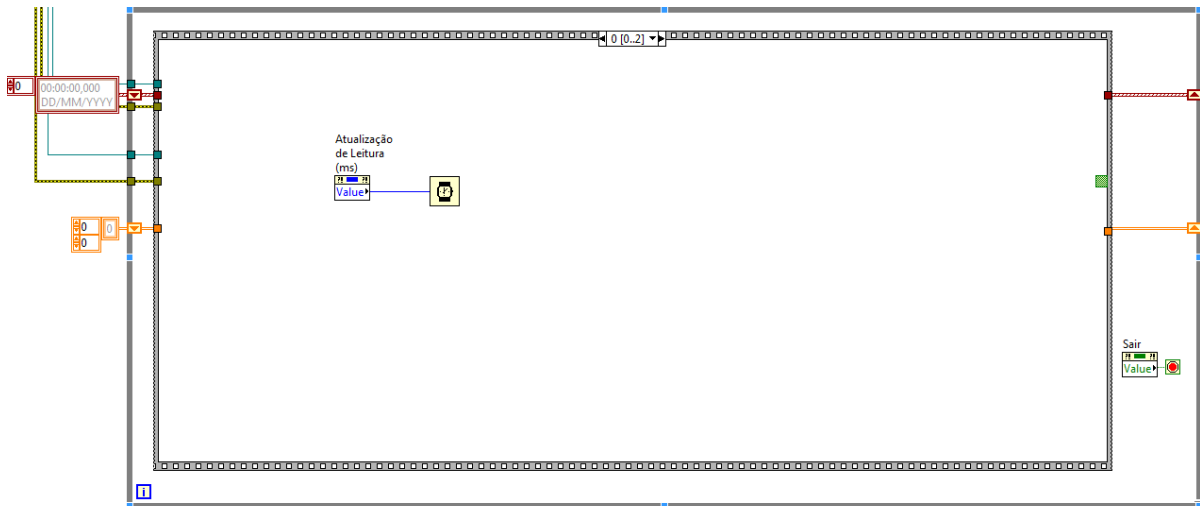 0 [0..2]
0
00:00:00,000
DD/MM/YYYY
Atualização
de Leitura
(ms)
Value
0
0
0
Sair
Value
i